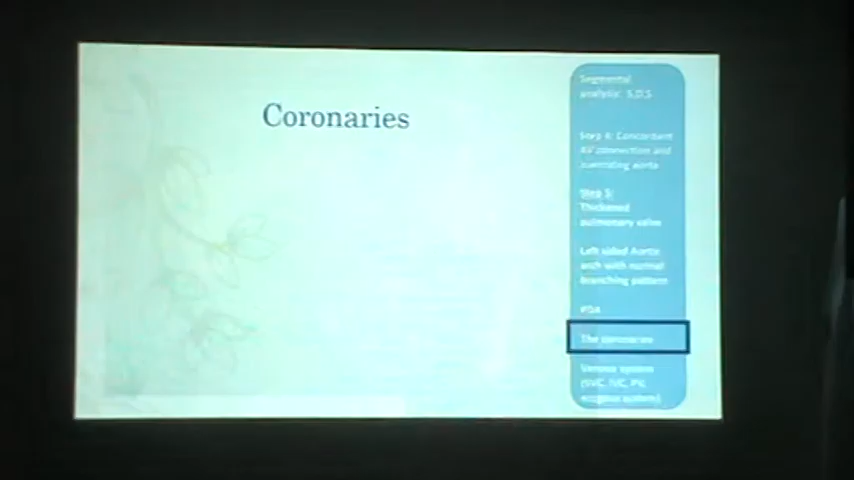 Coronaries
Segmental
analysis: S,D,S
Step 4: Concordant
AV connection and
overriding aorta
Step 5:
Thickened
pulmonary valve
Left sided Aortic
arch with normal
branching pattern
PDA
The coronaries
Venous system
(SVC, IVC, PV,
azygous system)